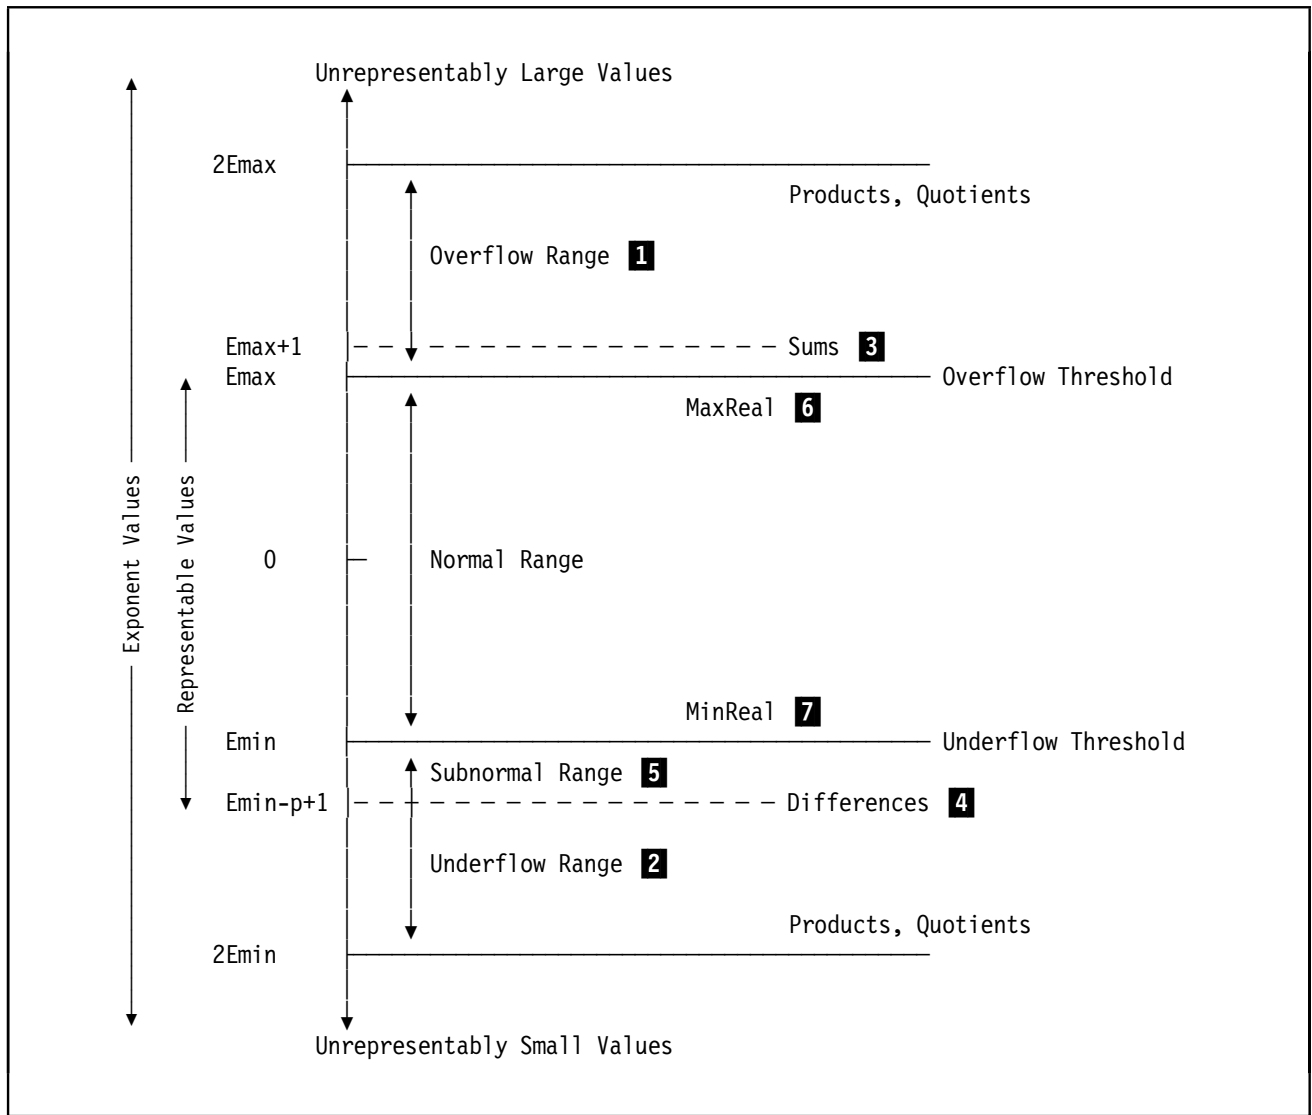 Unrepresentably Large Values
2Emax
Products, Quotients
Overflow Range 1
Emax+1
Sums 3
Emax
Overflow Threshold
MaxReal 6
Exponent Values
Representable Values
0
Normal Range
MinReal 7
Emin
Underflow Threshold
Subnormal Range 5
Emin-p+1
Differences 4
Underflow Range 2
Products, Quotients
2Emin
Unrepresentably Small Values